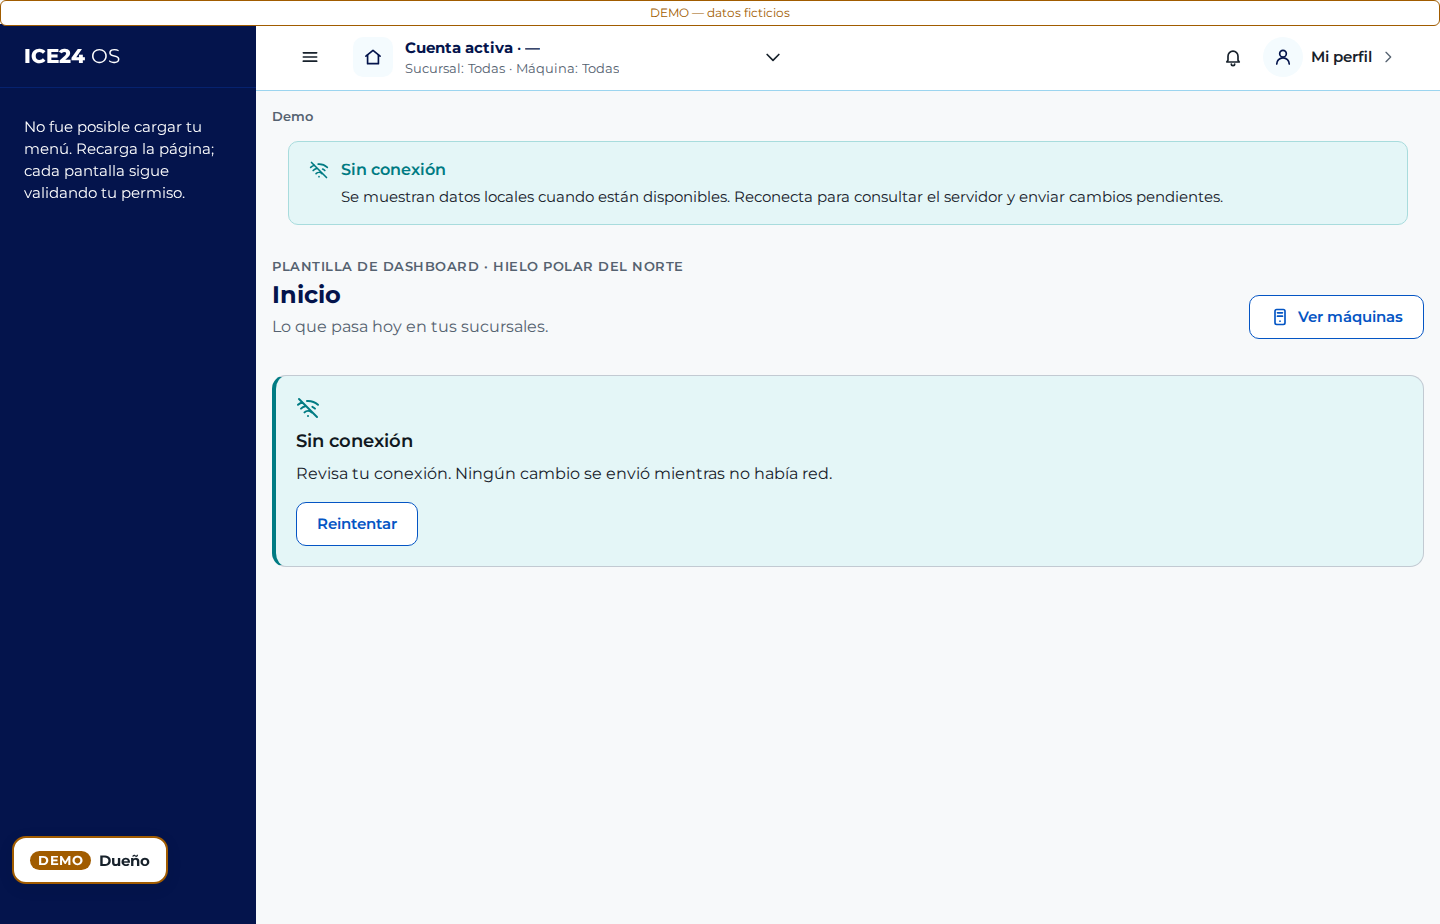 DEMO — datos ficticios
ICE24 OS
Cuenta activa · —
Sucursal: Todas · Máquina: Todas
Mi perfil
No fue posible cargar tu
menú. Recarga la página;
cada pantalla sigue
validando tu permiso.
Demo
Sin conexión
Se muestran datos locales cuando están disponibles. Reconecta para consultar el servidor y enviar cambios pendientes.
PLANTILLA DE DASHBOARD · HIELO POLAR DEL NORTE
Inicio
Lo que pasa hoy en tus sucursales.
Ver máquinas
Sin conexión
Revisa tu conexión. Ningún cambio se envió mientras no había red.
Reintentar
DEMO Dueño